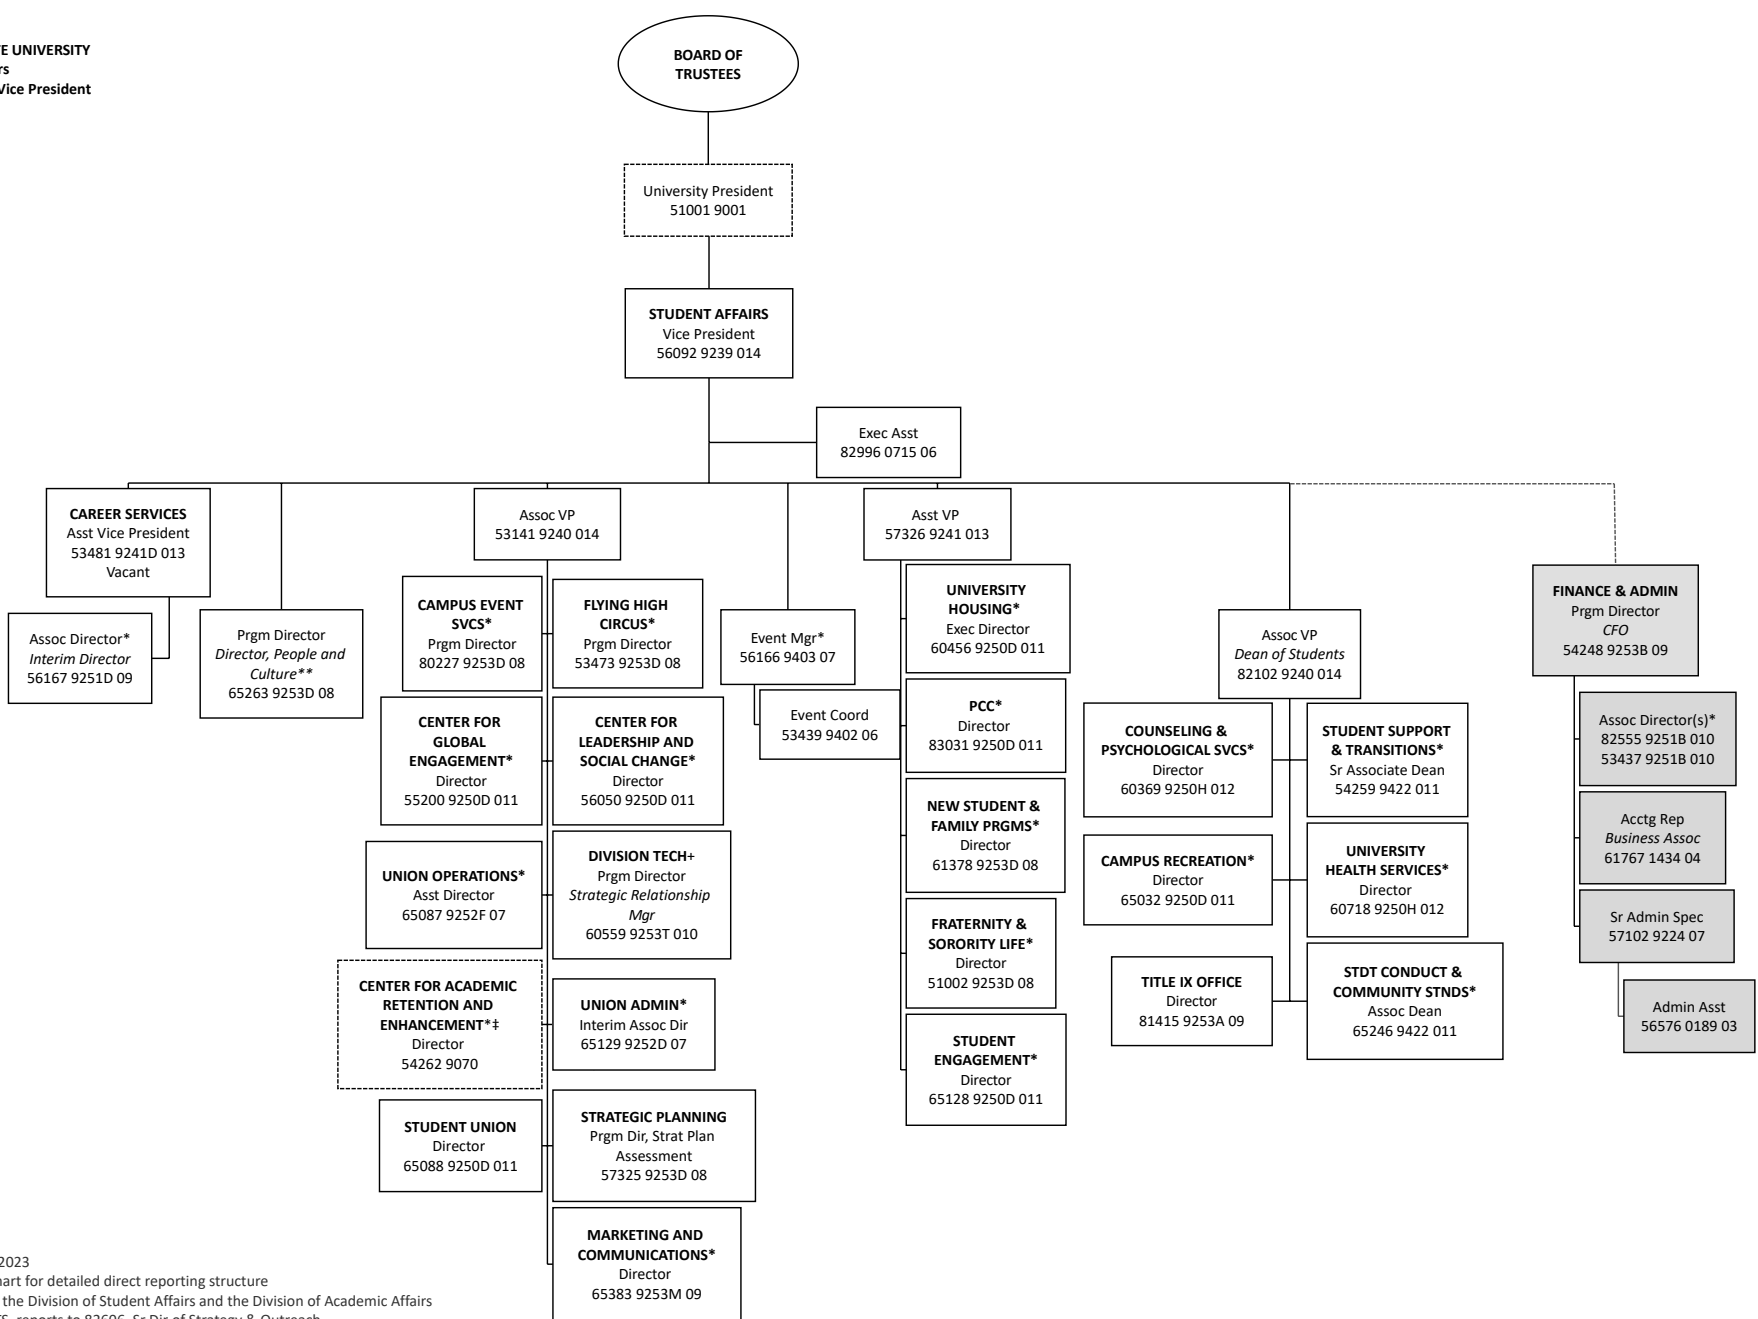 UNIVERSITY
Vice President
BOARD OF
TRUSTEES
University President
51001 9001
STUDENT AFFAIRS
Vice President
56092 9239 014
Exec Asst
82996 0715 06
CAREER SERVICES
Asst Vice President
53481 9241D 013
Vacant
Assoc Director*
Interim Director
56167 9251D 09
Prgm Director
Director, People and
Culture**
65263 9253D 08
Assoc VP
53141 9240 014
CAMPUS EVENT
SVCS*
Prgm Director
80227 9253D 08
FLYING HIGH
CIRCUS*
Prgm Director
53473 9253D 08
CENTER FOR
GLOBAL
ENGAGEMENT*
Director
55200 9250D 011
CENTER FOR
LEADERSHIP AND
SOCIAL CHANGE*
Director
56050 9250D 011
UNION OPERATIONS*
Asst Director
65087 9252F 07
DIVISION TECH+
Prgm Director
Strategic Relationship
Mgr
60559 9253T 010
CENTER FOR ACADEMIC
RETENTION AND
ENHANCEMENT*‡
Director
54262 9070
UNION ADMIN*
Interim Assoc Dir
65129 9252D 07
STUDENT UNION
Director
65088 9250D 011
STRATEGIC PLANNING
Prgm Dir, Strat Plan
Assessment
57325 9253D 08
MARKETING AND
COMMUNICATIONS*
Director
65383 9253M 09
Event Mgr*
56166 9403 07
Event Coord
53439 9402 06
Asst VP
57326 9241 013
UNIVERSITY
HOUSING*
Exec Director
60456 9250D 011
PCC*
Director
83031 9250D 011
NEW STUDENT &
FAMILY PRGMS*
Director
61378 9253D 08
FRATERNITY &
SORORITY LIFE*
Director
51002 9253D 08
STUDENT
ENGAGEMENT*
Director
65128 9250D 011
Assoc VP
Dean of Students
82102 9240 014
COUNSELING &
PSYCHOLOGICAL SVCS*
Director
60369 9250H 012
STUDENT SUPPORT
& TRANSITIONS*
Sr Associate Dean
54259 9422 011
CAMPUS RECREATION*
Director
65032 9250D 011
UNIVERSITY
HEALTH SERVICES*
Director
60718 9250H 012
TITLE IX OFFICE
Director
81415 9253A 09
STDT CONDUCT &
COMMUNITY STNDS*
Assoc Dean
65246 9422 011
FINANCE & ADMIN
Prgm Director
CFO
54248 9253B 09
Assoc Director(s)*
82555 9251B 010
53437 9251B 010
Acctg Rep
Business Assoc
61767 1434 04
Sr Admin Spec
57102 9224 07
Admin Asst
56576 0189 03
2023
for detailed direct reporting structure
the Division of Student Affairs and the Division of Academic Affairs
reports to 82696, Sr Dir of Strategy & Outreach